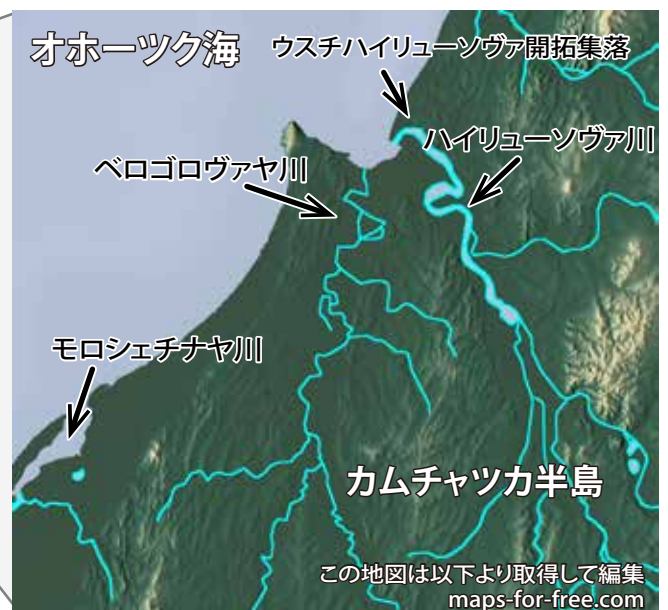 オホーツク海
ウスチハイリューソヴァ開拓集落
ハイリューソヴァ川
ベロゴロヴァヤ川
モロシェチナヤ川
カムチャツカ半島
この地図は以下より取得して編集
maps-for-free.com